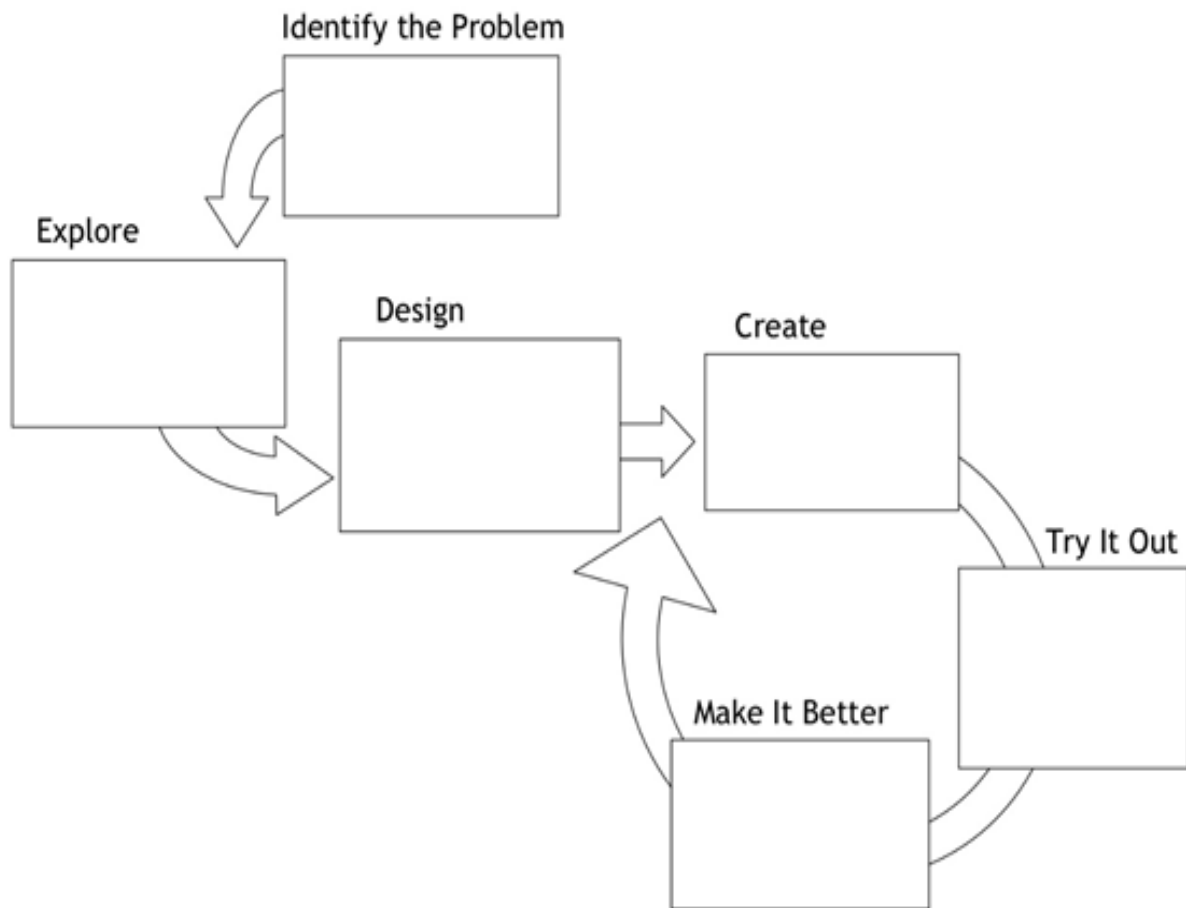 Identify the Problem
Explore
Design
Create
Try It Out
Make It Better